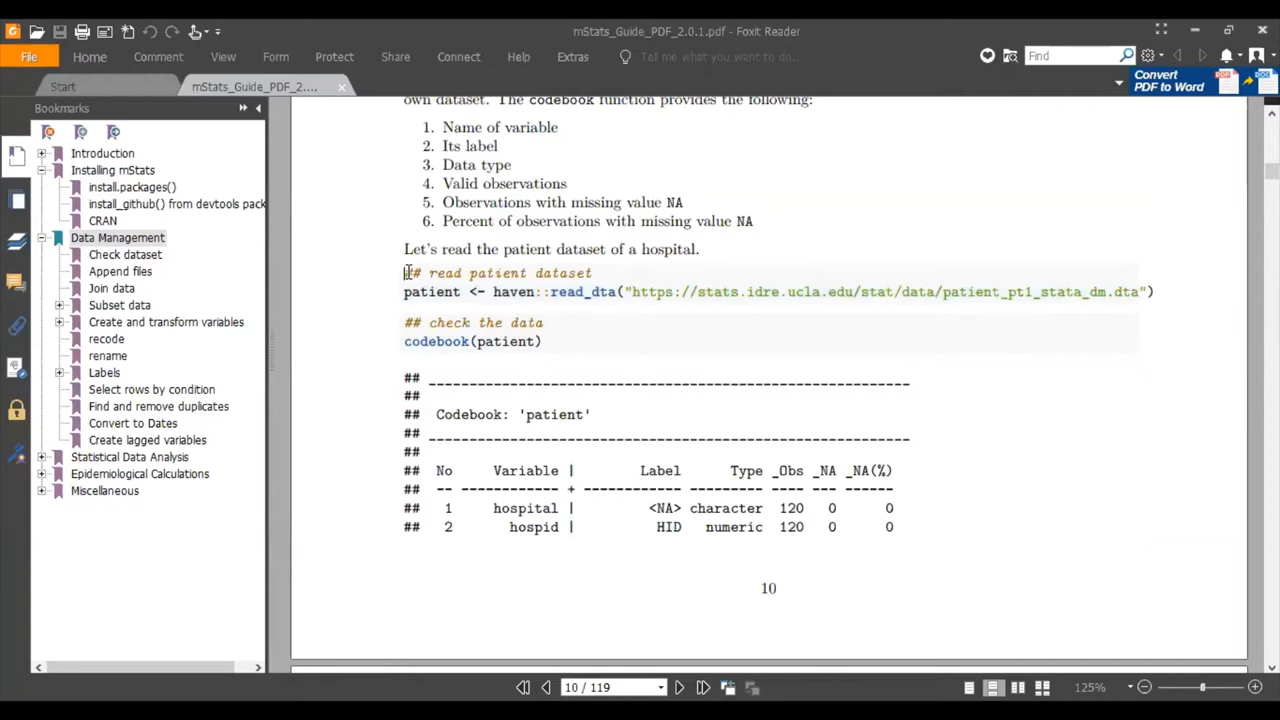 mStats_Guide_PDF_2.0.1.pdf - Foxit Reader
File Home Comment View Form Protect Share Connect Help Extras Tell me what you want to do... Find
Start mStats_Guide_PDF_2.... Convert PDF to Word
Bookmarks
Introduction
Installing mStats
install.packages()
install_github() from devtools pack
CRAN
Data Management
Check dataset
Append files
Join data
Subset data
Create and transform variables
recode
rename
Labels
Select rows by condition
Find and remove duplicates
Convert to Dates
Create lagged variables
Statistical Data Analysis
Epidemiological Calculations
Miscellaneous
own dataset. The codebook function provides the following:
1. Name of variable
2. Its label
3. Data type
4. Valid observations
5. Observations with missing value NA
6. Percent of observations with missing value NA
Let's read the patient dataset of a hospital.
## read patient dataset
patient <- haven::read_dta("https://stats.idre.ucla.edu/stat/data/patient_pt1_stata_dm.dta")
## check the data
codebook(patient)
## -----------------------------------------------------------
##
## Codebook: 'patient'
## -----------------------------------------------------------
##
## No Variable | Label Type _Obs _NA _NA(%)
## -- ------------ + ------------ --------- ---- --- ------
## 1 hospital | <NA> character 120 0 0
## 2 hospid | HID numeric 120 0 0
10
10 / 119 125%